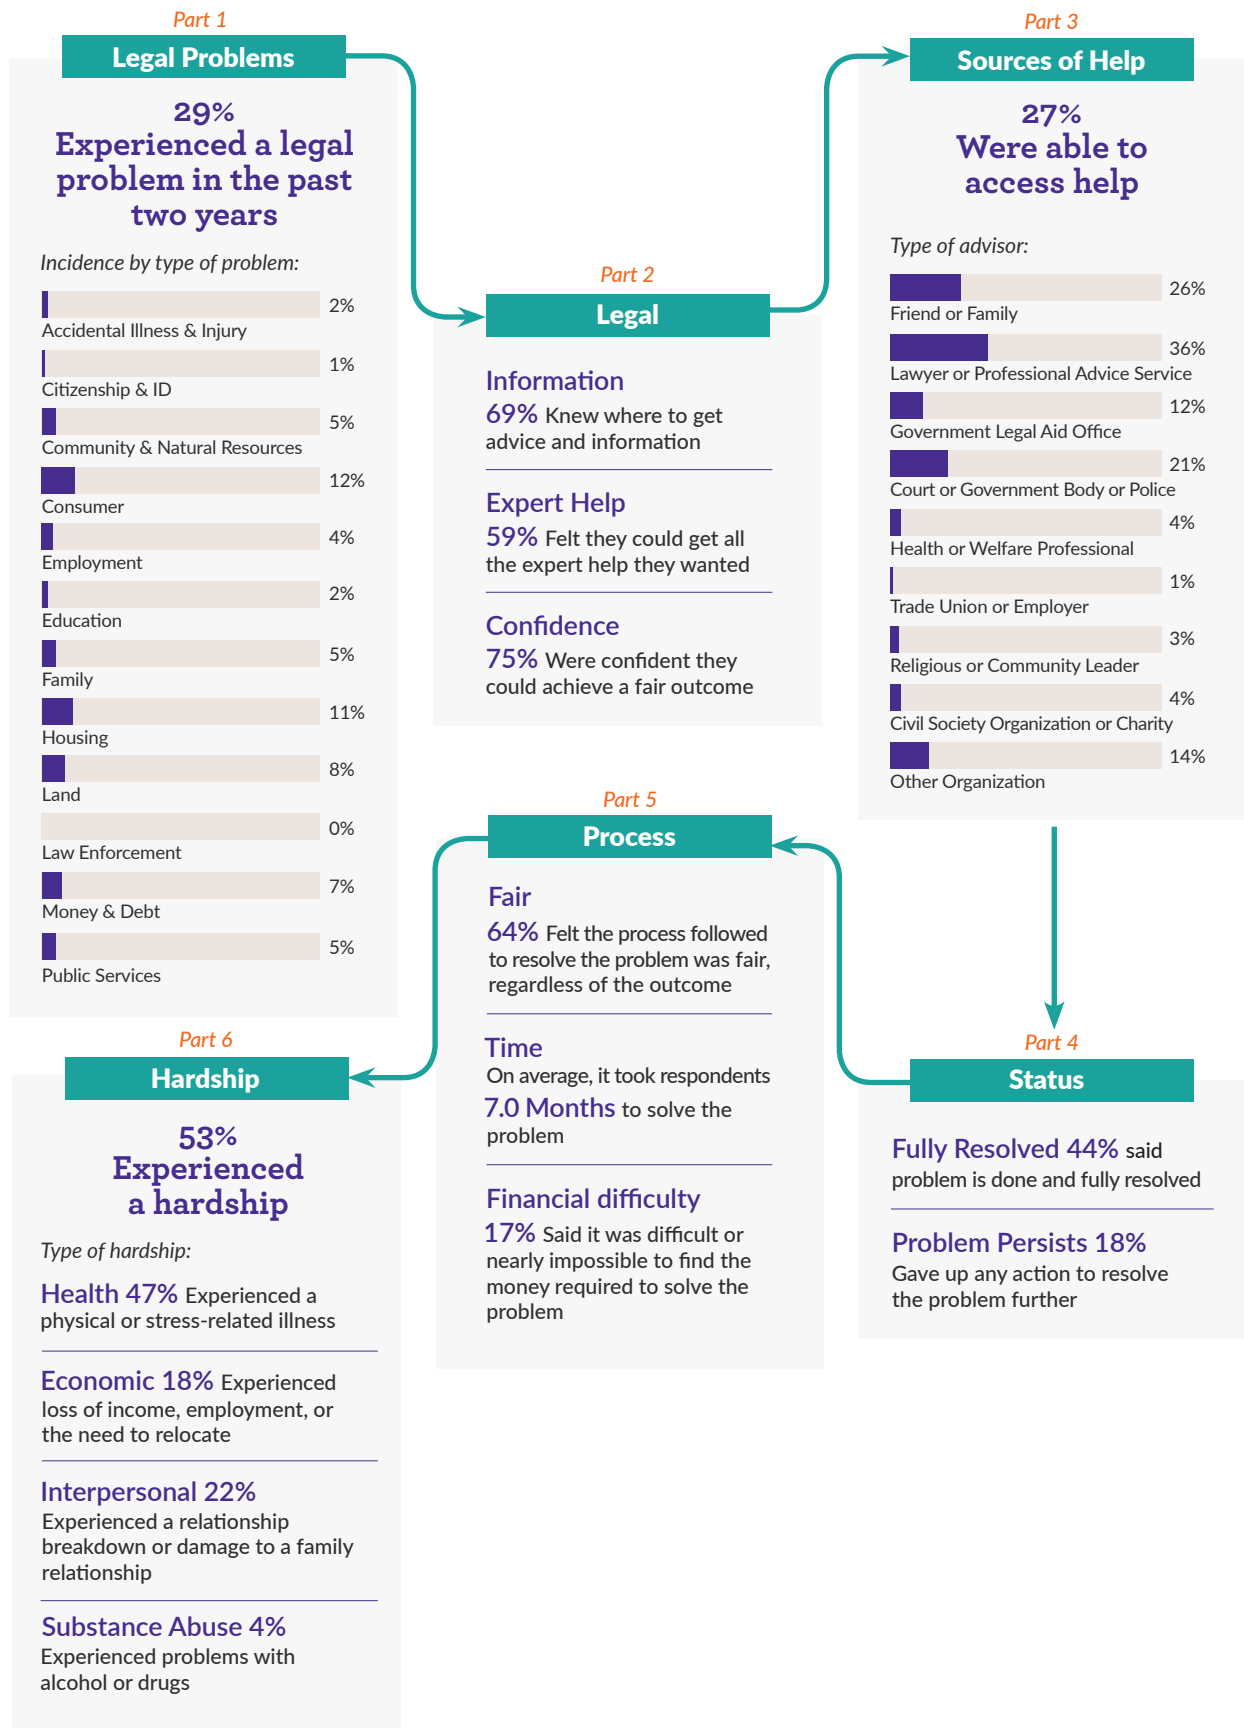 Part 1
Legal Problems
29%
Experienced a legal
problem in the past
two years
Incidence by type of problem:
2%
Accidental Illness & Injury
1%
Citizenship & ID
5%
Community & Natural Resources
12%
Consumer
4%
Employment
2%
Education
5%
Family
11%
Housing
8%
Land
0%
Law Enforcement
7%
Money & Debt
5%
Public Services
Part 2
Legal
Information
69% Knew where to get
advice and information
Expert Help
59% Felt they could get all
the expert help they wanted
Confidence
75% Were confident they
could achieve a fair outcome
Part 3
Sources of Help
27%
Were able to
access help
Type of advisor:
26%
Friend or Family
36%
Lawyer or Professional Advice Service
12%
Government Legal Aid Office
21%
Court or Government Body or Police
4%
Health or Welfare Professional
1%
Trade Union or Employer
3%
Religious or Community Leader
4%
Civil Society Organization or Charity
14%
Other Organization
Part 4
Status
Fully Resolved 44% said
problem is done and fully resolved
Problem Persists 18%
Gave up any action to resolve
the problem further
Part 5
Process
Fair
64% Felt the process followed
to resolve the problem was fair,
regardless of the outcome
Time
On average, it took respondents
7.0 Months to solve the
problem
Financial difficulty
17% Said it was difficult or
nearly impossible to find the
money required to solve the
problem
Part 6
Hardship
53%
Experienced
a hardship
Type of hardship:
Health 47% Experienced a
physical or stress-related illness
Economic 18% Experienced
loss of income, employment, or
the need to relocate
Interpersonal 22%
Experienced a relationship
breakdown or damage to a family
relationship
Substance Abuse 4%
Experienced problems with
alcohol or drugs